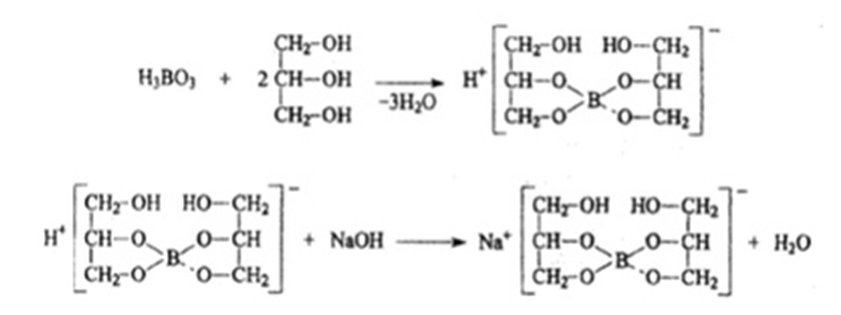 CH₂-OH CH₂-OH HO-CH₂ −
H₃BO₃ + 2 CH-OH −3H₂O H⁺ CH-O B O-CH
CH₂-OH CH₂-O O-CH₂
CH₂-OH HO-CH₂ − CH₂-OH HO-CH₂ −
H⁺ CH-O B O-CH + NaOH Na⁺ CH-O B O-CH + H₂O
CH₂-O O-CH₂ CH₂-O O-CH₂